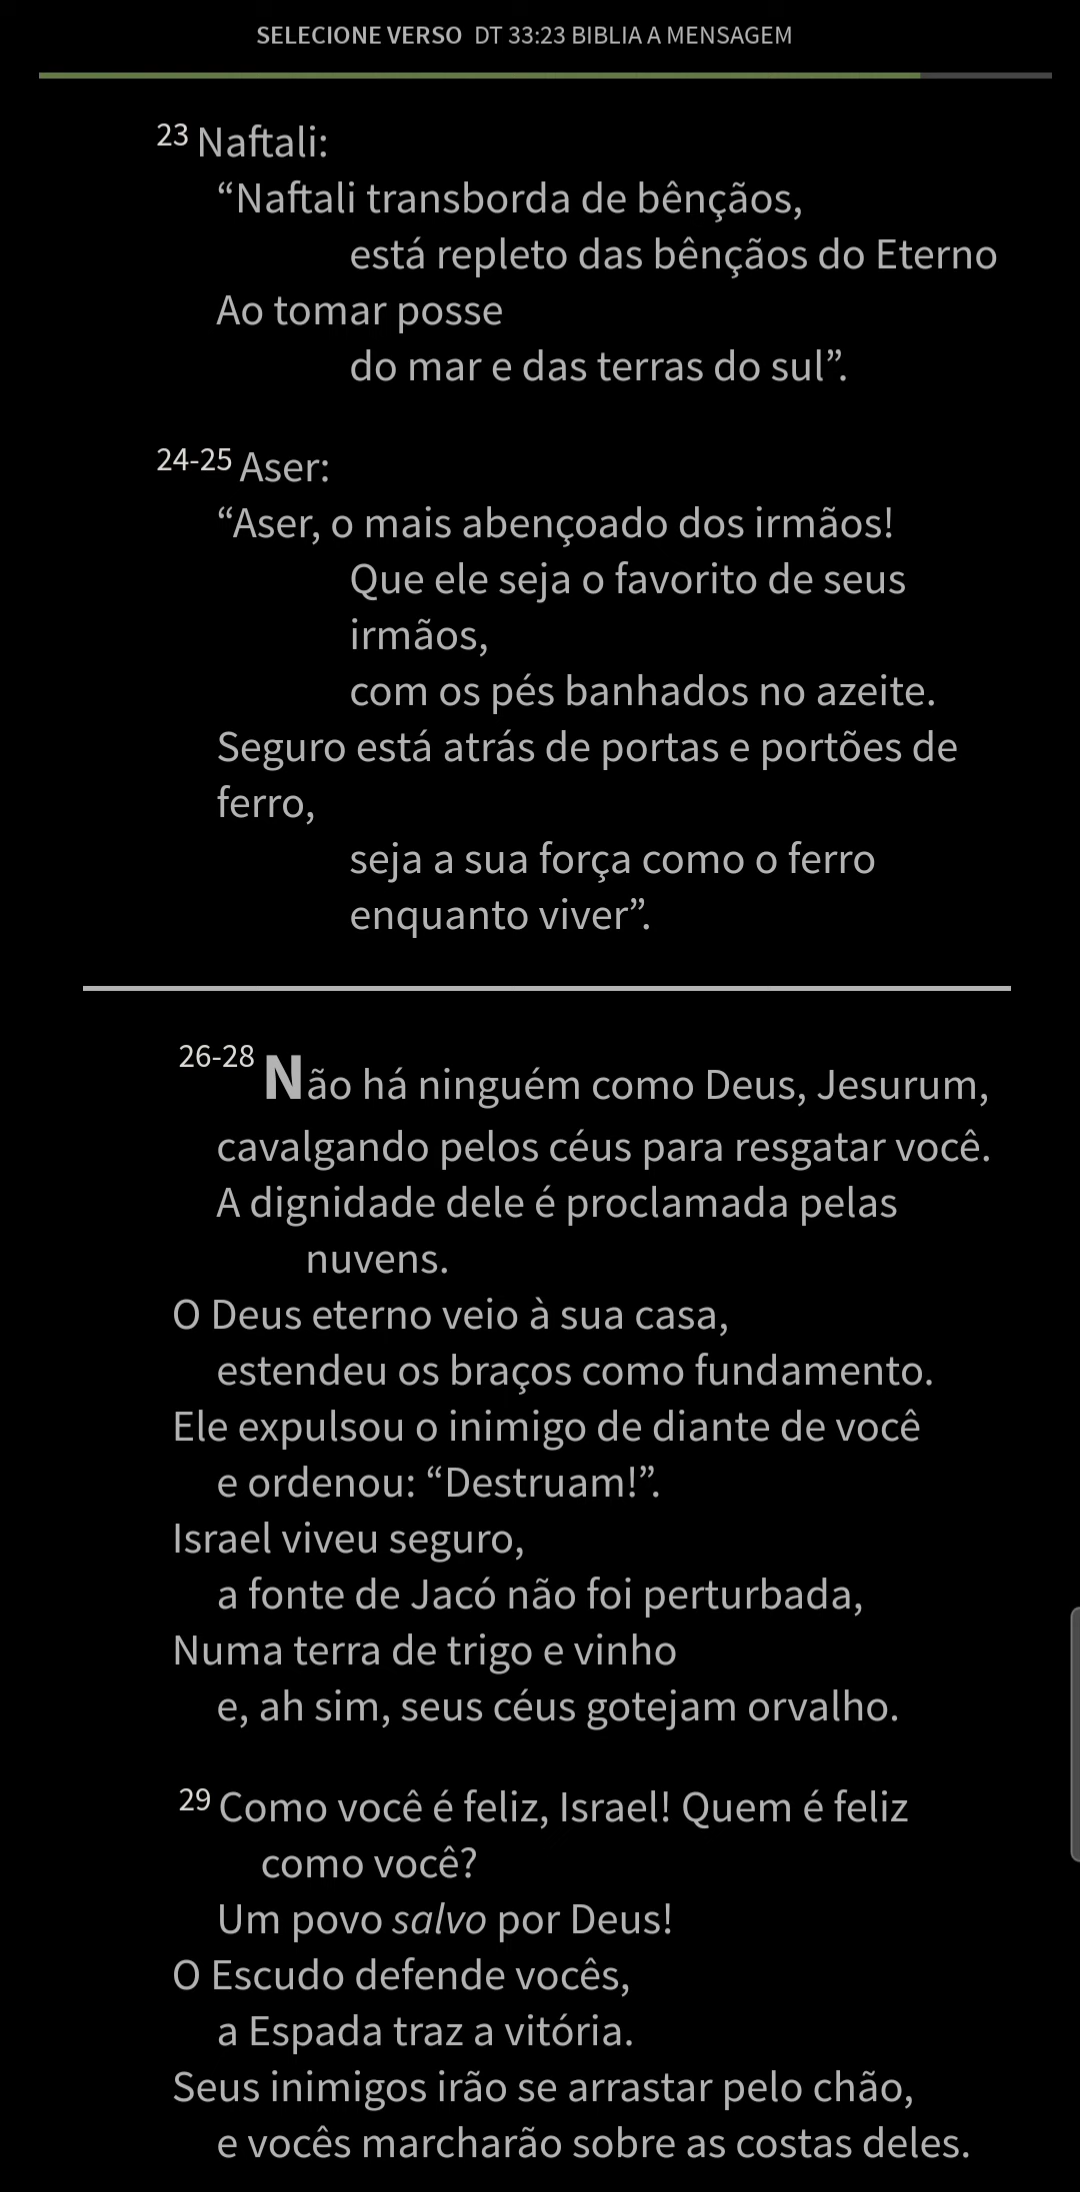 SELECIONE VERSO DT 33:23 BIBLIA A MENSAGEM
23 Naftali:
“Naftali transborda de bênçãos,
está repleto das bênçãos do Eterno
Ao tomar posse
do mar e das terras do sul”.
24-25 Aser:
“Aser, o mais abençoado dos irmãos!
Que ele seja o favorito de seus
irmãos,
com os pés banhados no azeite.
Seguro está atrás de portas e portões de
ferro,
seja a sua força como o ferro
enquanto viver”.
26-28 Não há ninguém como Deus, Jesurum,
cavalgando pelos céus para resgatar você.
A dignidade dele é proclamada pelas
nuvens.
O Deus eterno veio à sua casa,
estendeu os braços como fundamento.
Ele expulsou o inimigo de diante de você
e ordenou: “Destruam!”.
Israel viveu seguro,
a fonte de Jacó não foi perturbada,
Numa terra de trigo e vinho
e, ah sim, seus céus gotejam orvalho.
29 Como você é feliz, Israel! Quem é feliz
como você?
Um povo salvo por Deus!
O Escudo defende vocês,
a Espada traz a vitória.
Seus inimigos irão se arrastar pelo chão,
e vocês marcharão sobre as costas deles.